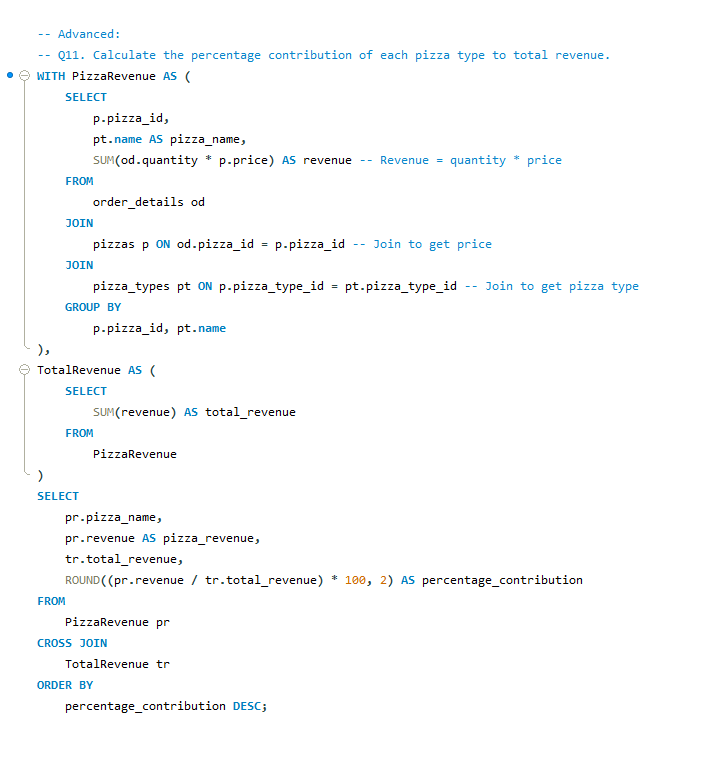 -- Advanced:
-- Q11. Calculate the percentage contribution of each pizza type to total revenue.
WITH PizzaRevenue AS (
    SELECT
        p.pizza_id,
        pt.name AS pizza_name,
        SUM(od.quantity * p.price) AS revenue -- Revenue = quantity * price
    FROM
        order_details od
    JOIN
        pizzas p ON od.pizza_id = p.pizza_id -- Join to get price
    JOIN
        pizza_types pt ON p.pizza_type_id = pt.pizza_type_id -- Join to get pizza type
    GROUP BY
        p.pizza_id, pt.name
),
TotalRevenue AS (
    SELECT
        SUM(revenue) AS total_revenue
    FROM
        PizzaRevenue
)
SELECT
    pr.pizza_name,
    pr.revenue AS pizza_revenue,
    tr.total_revenue,
    ROUND((pr.revenue / tr.total_revenue) * 100, 2) AS percentage_contribution
FROM
    PizzaRevenue pr
CROSS JOIN
    TotalRevenue tr
ORDER BY
    percentage_contribution DESC;